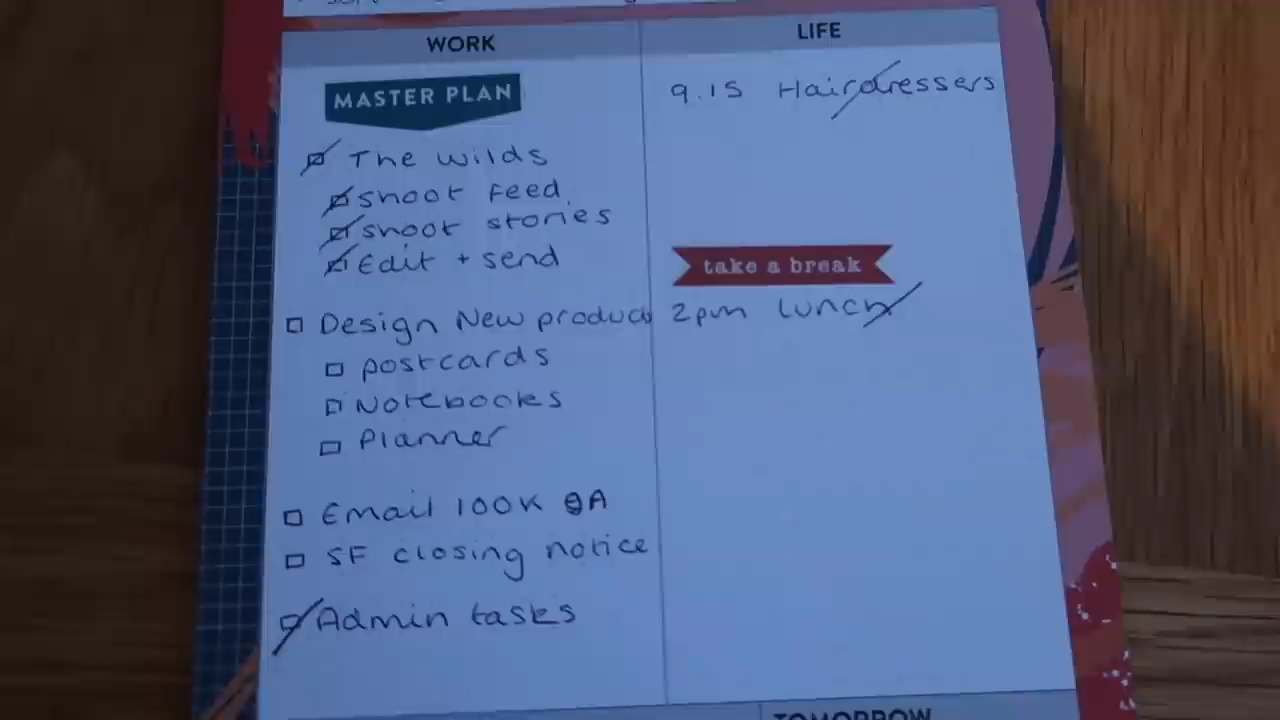 WORK
LIFE
MASTER PLAN
The wilds
shoot feed
shoot stories
Edit + send
Design New product
postcards
Notebooks
Planner
Email 100K QA
SF closing notice
Admin tasks
9.15 Hairdressers
take a break
2pm lunch
TOMORROW